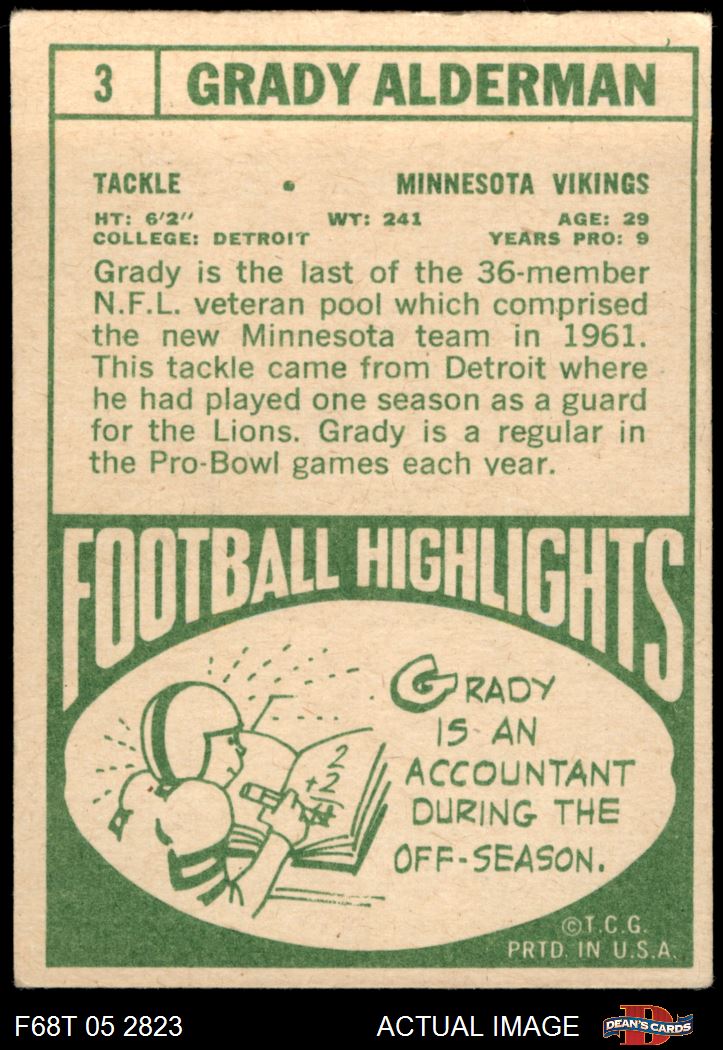 3 GRADY ALDERMAN
TACKLE • MINNESOTA VIKINGS
HT: 6'2" WT: 241 AGE: 29
COLLEGE: DETROIT YEARS PRO: 9
Grady is the last of the 36-member
N.F.L. veteran pool which comprised
the new Minnesota team in 1961.
This tackle came from Detroit where
he had played one season as a guard
for the Lions. Grady is a regular in
the Pro-Bowl games each year.
FOOTBALL HIGHLIGHTS
GRADY
IS AN
ACCOUNTANT
DURING THE
OFF-SEASON.
2
+2
4
©T.C.G.
PRTD. IN U.S.A.
F68T 05 2823 ACTUAL IMAGE
D
DEAN'S CARDS